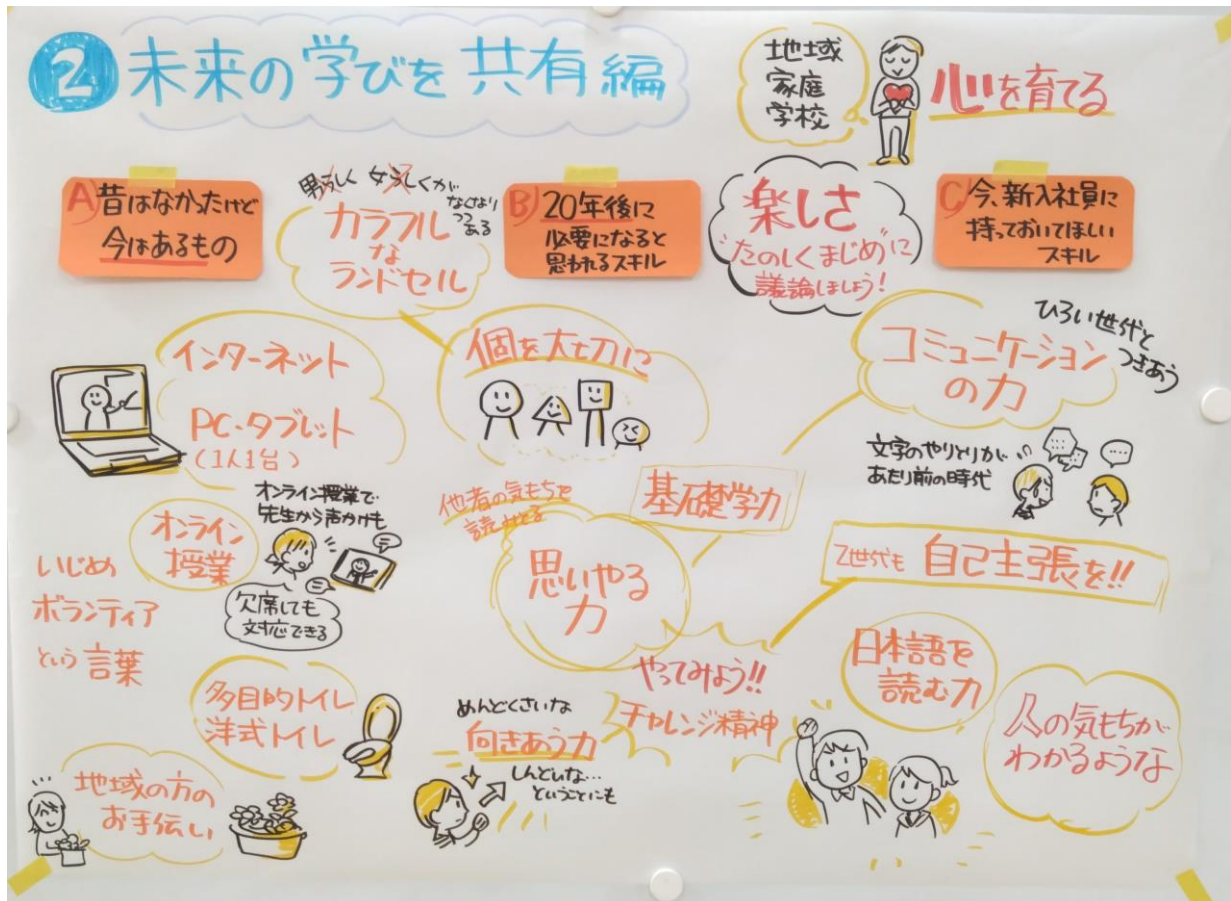 2 未来の学びを共有編
地域
家庭
学校
心を育てる
A) 昔はなかったけど
今はあるもの
男らしく 女らしくが
なくなり
つつ
ある
カラフル
な
ランドセル
B) 20年後に
必要になると
思われるスキル
楽しさ
"たのしくまじめ"に
議論しましょう!
C) 今、新入社員に
持っておいてほしい
スキル
インターネット
PC・タブレット
(1人1台)
個を大切に
コミュニケーション
の力
ひろい世代と
つきあう
文字のやりとりが
あたり前の時代
オンライン
授業
オンライン授業で
先生から声かけも
欠席しても
対応できる
他者の気もちを
読みとる
基礎学力
思いやる
力
Z世代も 自己主張を!!
いじめ
ボランティア
という言葉
多目的トイレ
洋式トイレ
地域の方の
お手伝い
めんどくさいな
向きあう力
しんどいな…
ということにも
やってみよう!!
チャレンジ精神
日本語を
読む力
人の気もちが
わかるような